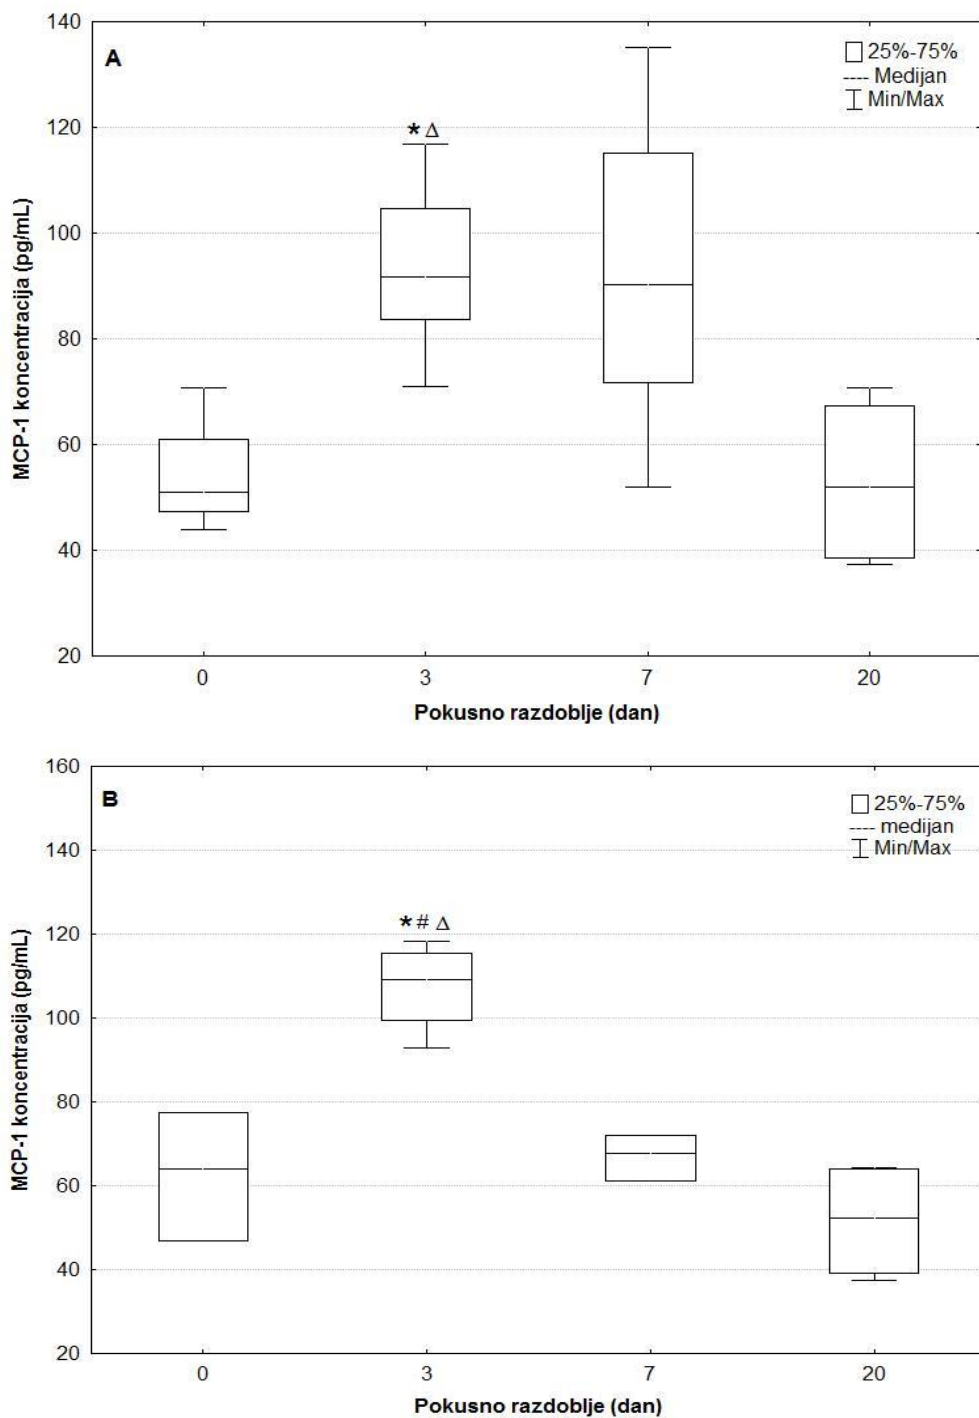 140
A
25%-75%
---- Medijan
Min/Max
120
* Δ
100
80
60
40
20
MCP-1 koncentracija (pg/mL)
0 3 7 20
Pokusno razdoblje (dan)
160
B
25%-75%
---- medijan
Min/Max
140
120
* # Δ
100
80
60
40
20
MCP-1 koncentracija (pg/mL)
0 3 7 20
Pokusno razdoblje (dan)